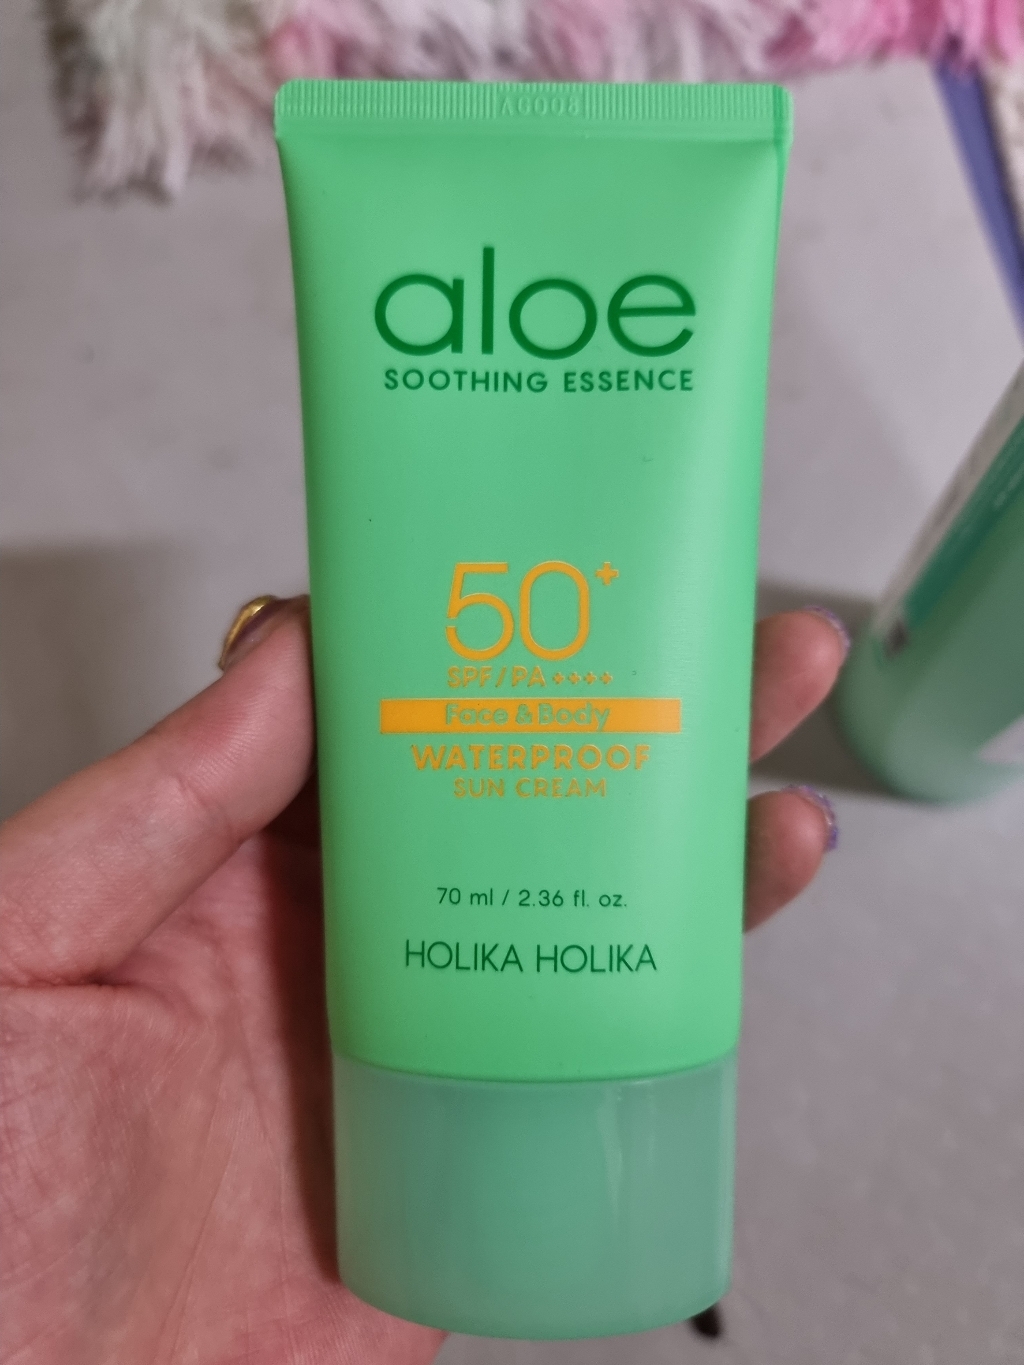 aloe
SOOTHING ESSENCE
50+
SPF/PA++++
Face & Body
WATERPROOF
SUN CREAM
70 ml / 2.36 fl. oz.
HOLIKA HOLIKA